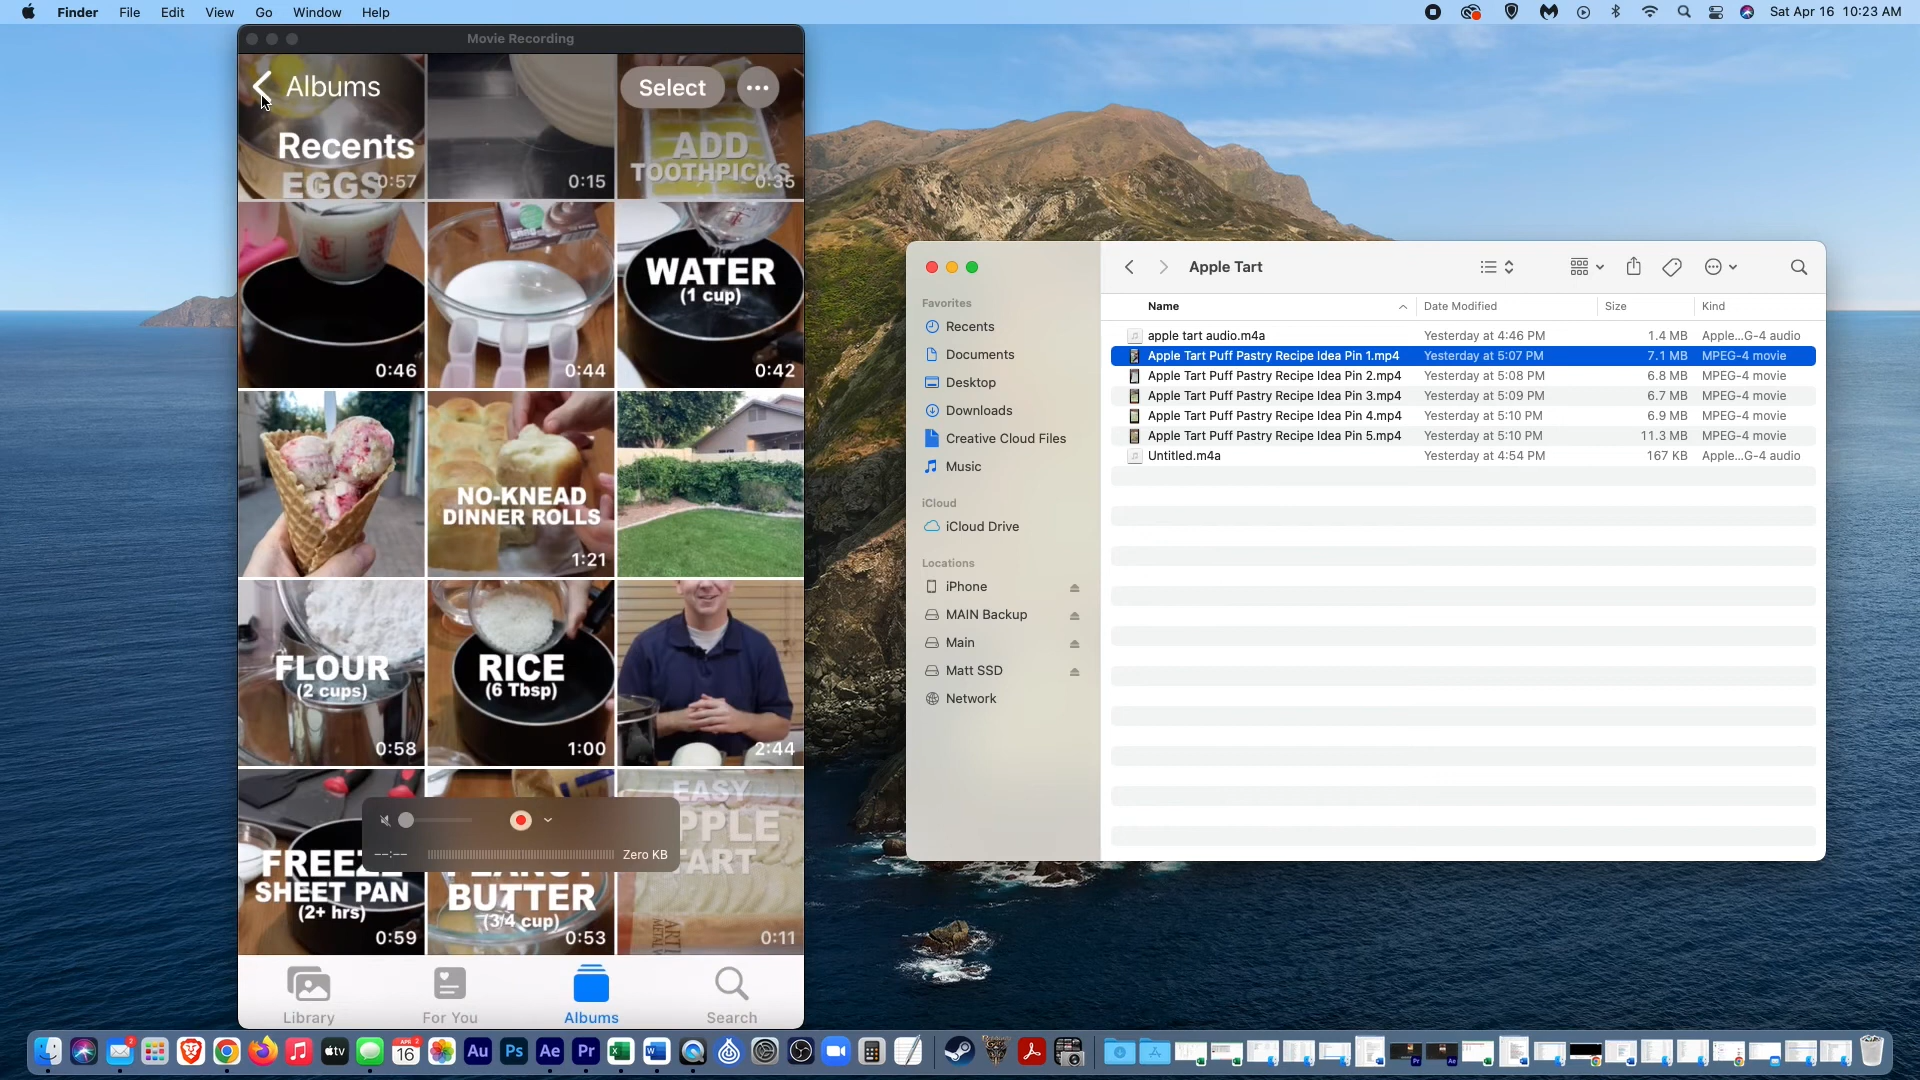 Finder File Edit View Go Window Help
Sat Apr 16 10:23 AM
Movie Recording
Albums
Select
Recents
EGGS
0:57
0:15
ADD
TOOTHPICKS
0:35
0:46
0:44
WATER
(1 cup)
0:42
NO-KNEAD
DINNER ROLLS
1:21
FLOUR
(2 cups)
0:58
RICE
(6 Tbsp)
1:00
2:44
FREEZE
SHEET PAN
(2+ hrs)
0:59
PEANUT
BUTTER
(3/4 cup)
0:53
EASY
APPLE
TART
0:11
--:--
Zero KB
Library
For You
Albums
Search
Apple Tart
Favorites
Recents
Documents
Desktop
Downloads
Creative Cloud Files
Music
iCloud
iCloud Drive
Locations
iPhone
MAIN Backup
Main
Matt SSD
Network
Name Date Modified Size Kind
apple tart audio.m4a Yesterday at 4:46 PM 1.4 MB Apple...G-4 audio
Apple Tart Puff Pastry Recipe Idea Pin 1.mp4 Yesterday at 5:07 PM 7.1 MB MPEG-4 movie
Apple Tart Puff Pastry Recipe Idea Pin 2.mp4 Yesterday at 5:08 PM 6.8 MB MPEG-4 movie
Apple Tart Puff Pastry Recipe Idea Pin 3.mp4 Yesterday at 5:09 PM 6.7 MB MPEG-4 movie
Apple Tart Puff Pastry Recipe Idea Pin 4.mp4 Yesterday at 5:10 PM 6.9 MB MPEG-4 movie
Apple Tart Puff Pastry Recipe Idea Pin 5.mp4 Yesterday at 5:10 PM 11.3 MB MPEG-4 movie
Untitled.m4a Yesterday at 4:54 PM 167 KB Apple...G-4 audio
2
tv
APR
16
Au
Ps
Ae
Pr